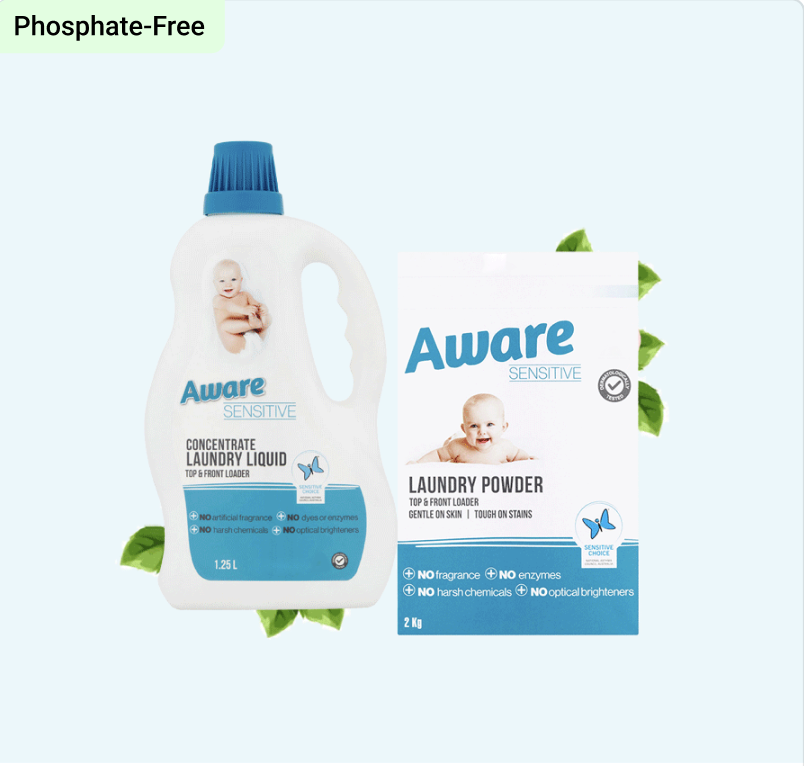 Phosphate-Free
Aware
SENSITIVE
CONCENTRATE
LAUNDRY LIQUID
TOP & FRONT LOADER
SENSITIVE
CHOICE
NO artificial fragrance NO dyes or enzymes
NO harsh chemicals NO optical brighteners
1.25 L
Aware
SENSITIVE
DERMATOLOGICALLY
TESTED
LAUNDRY POWDER
TOP & FRONT LOADER
GENTLE ON SKIN | TOUGH ON STAINS
SENSITIVE
CHOICE
NO fragrance NO enzymes
NO harsh chemicals NO optical brighteners
2 Kg